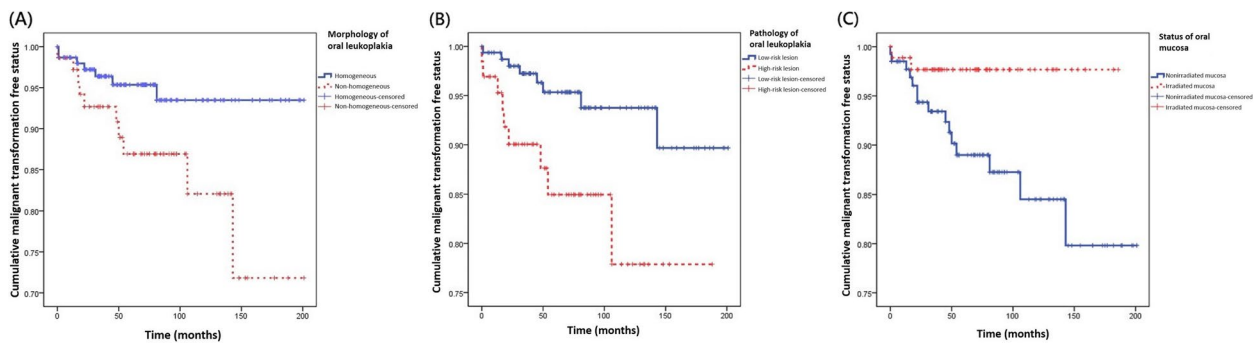 (A)
Morphology of
oral leukoplakia
Homogeneous
Non-homogeneous
Homogeneous-censored
Non-homogeneous-censored
Cumulative malignant transformation free status
1.00
0.95
0.90
0.85
0.80
0.75
0.70
0
50
100
150
200
Time (months)
(B)
Pathology of
oral leukoplakia
Low-risk lesion
High-risk lesion
Low-risk lesion-censored
High-risk lesion-censored
Cumulative malignant transformation free status
1.00
0.95
0.90
0.85
0.80
0.75
0
50
100
150
200
Time (months)
(C)
Status of oral
mucosa
Nonirradiated mucosa
Irradiated mucosa
Nonirradiated mucosa-censored
Irradiated mucosa-censored
Cumulative malignant transformation free status
1.00
0.95
0.90
0.85
0.80
0.75
0
50
100
150
200
Time (months)